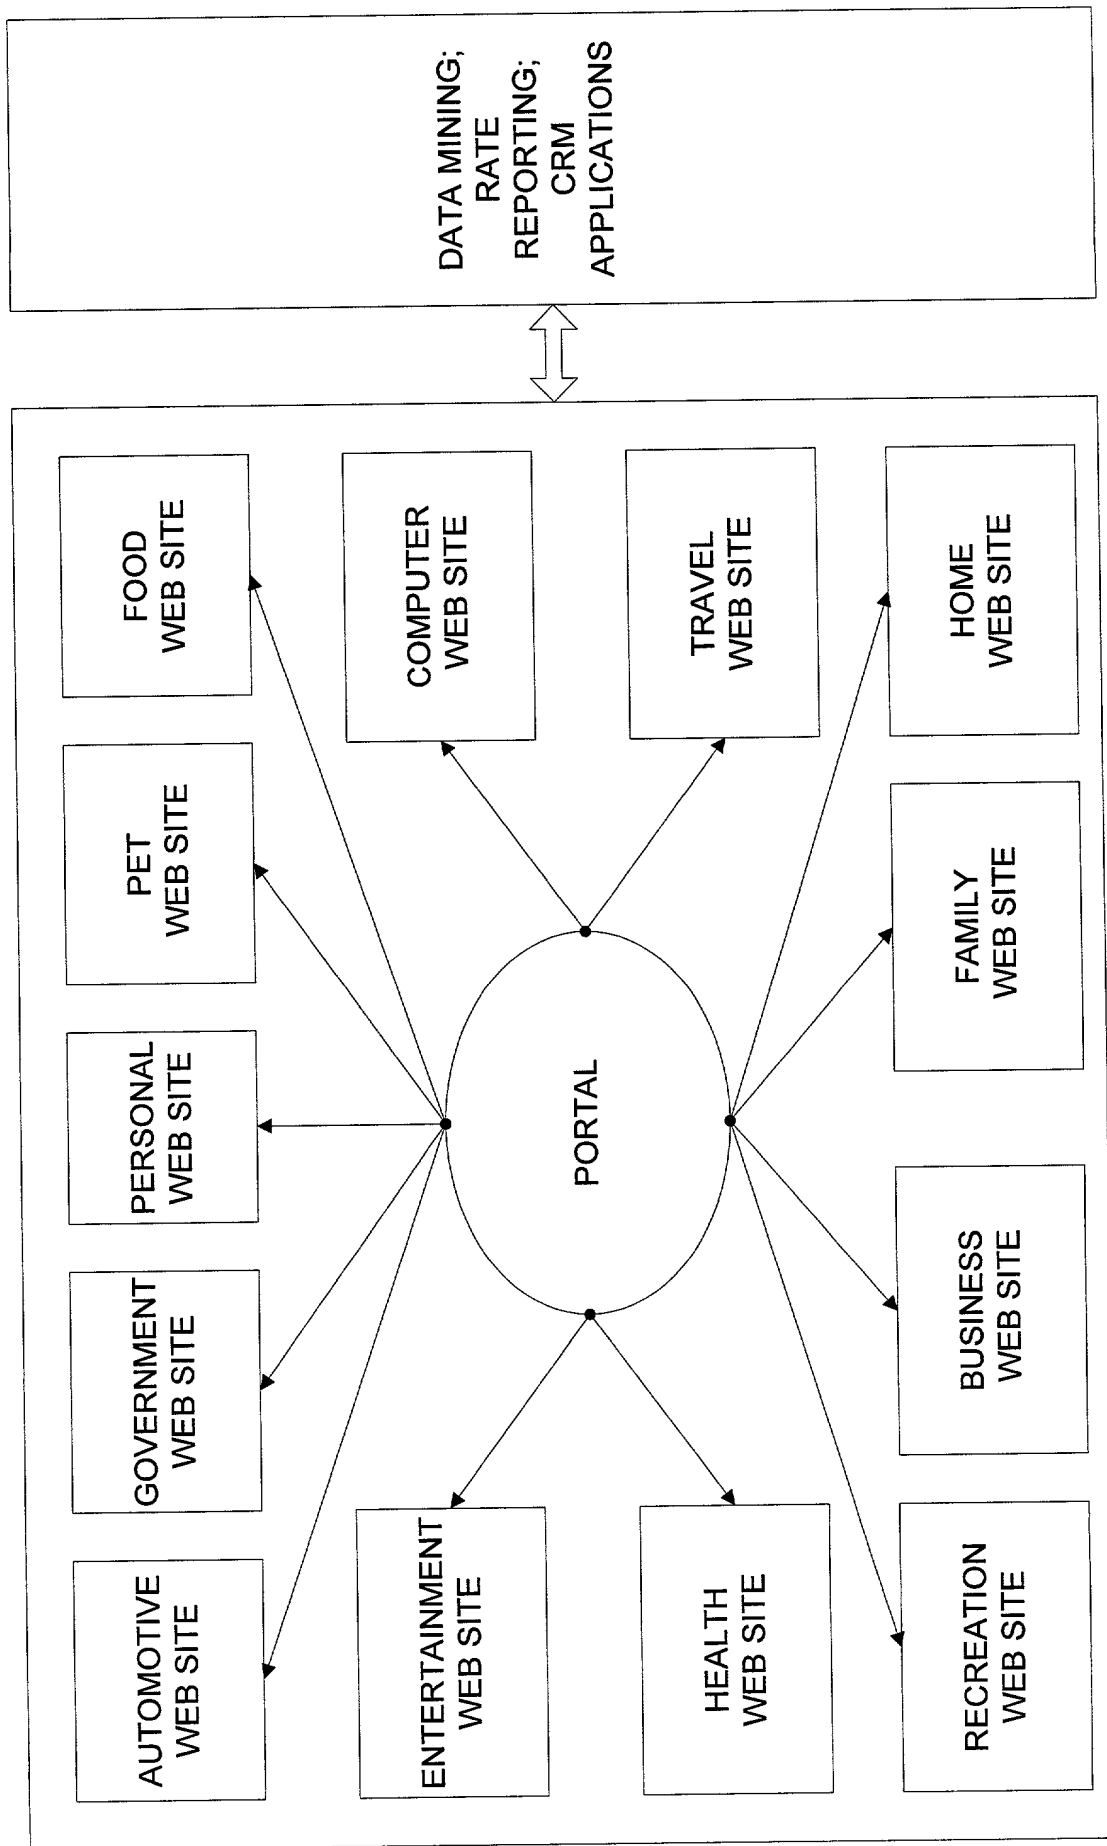 AUTOMOTIVE
WEB SITE
GOVERNMENT
WEB SITE
PERSONAL
WEB SITE
PET
WEB SITE
FOOD
WEB SITE
ENTERTAINMENT
WEB SITE
COMPUTER
WEB SITE
PORTAL
HEALTH
WEB SITE
TRAVEL
WEB SITE
RECREATION
WEB SITE
BUSINESS
WEB SITE
FAMILY
WEB SITE
HOME
WEB SITE
DATA MINING;
RATE
REPORTING;
CRM
APPLICATIONS